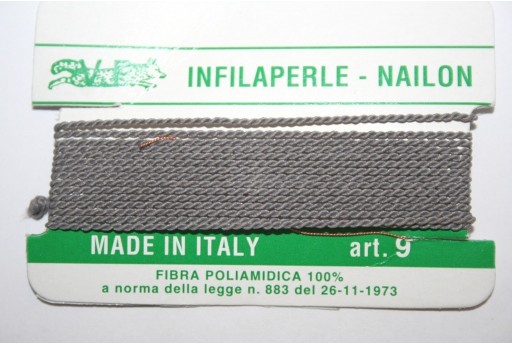 INFILAPERLE - NAILON
MADE IN ITALY art. 9
FIBRA POLIAMIDICA 100%
a norma della legge n. 883 del 26-11-1973